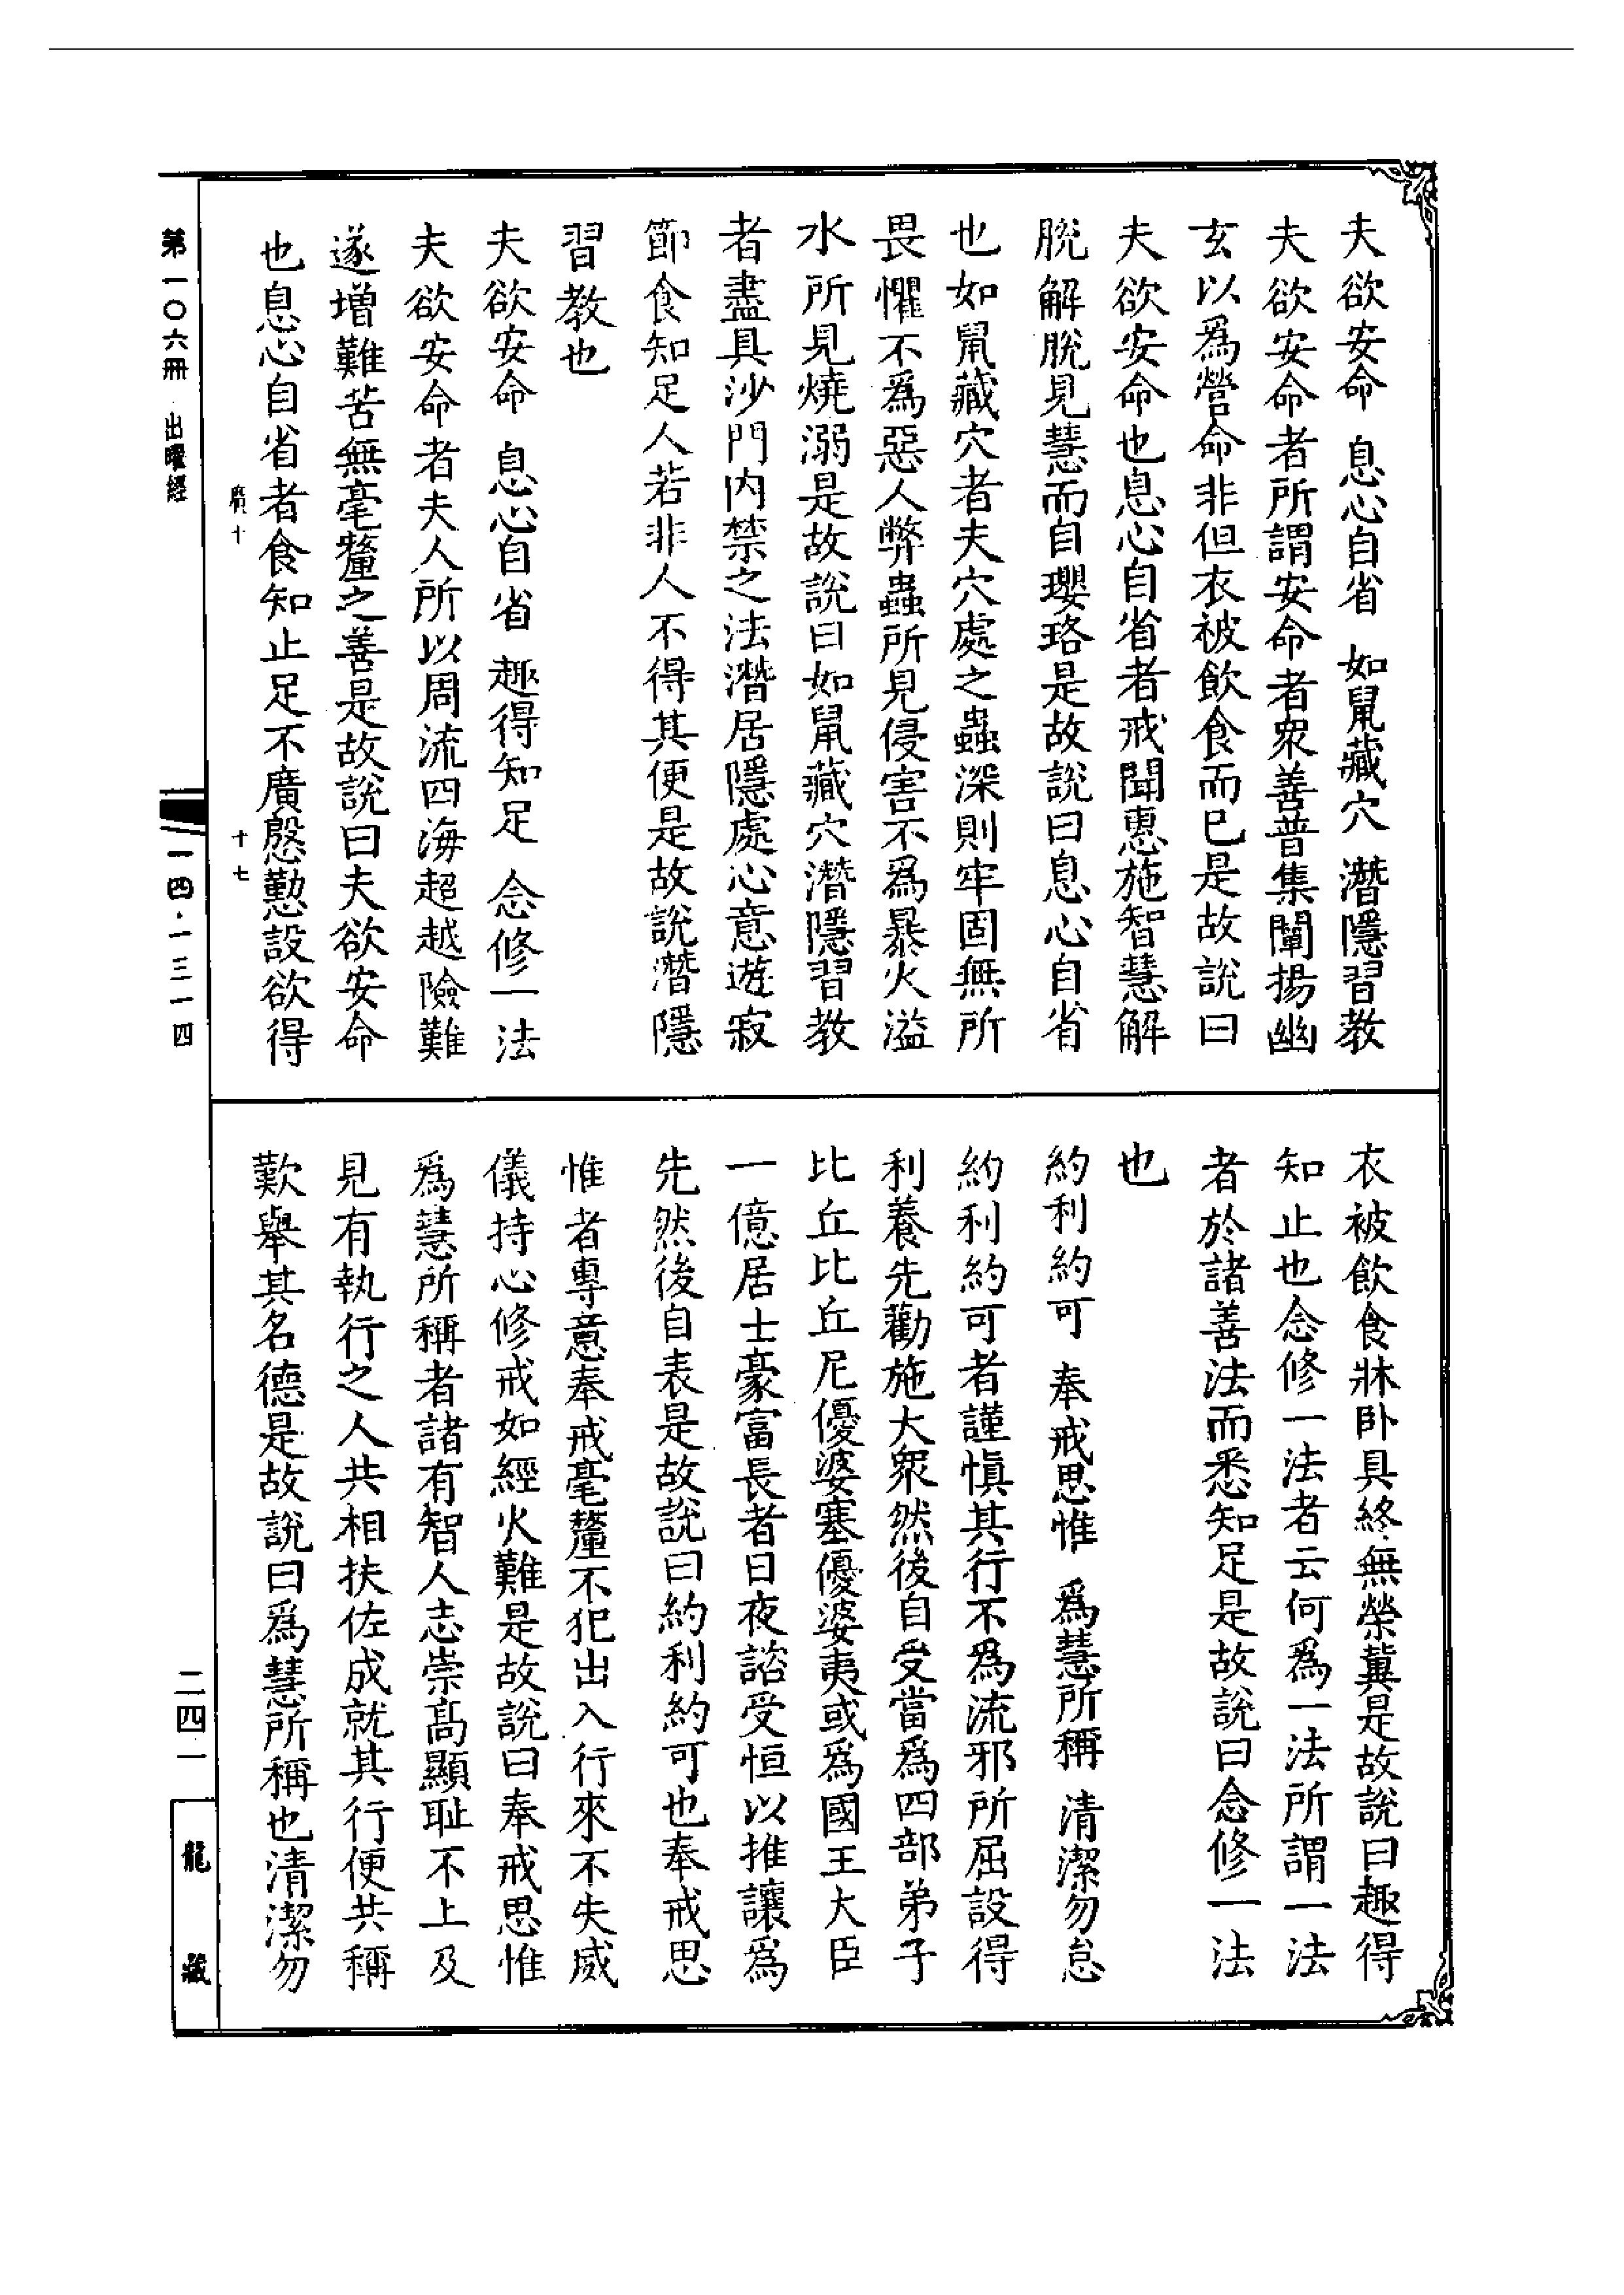 夫欲安命　息心自省　如鼠藏穴　潛隱習教
夫欲安命者所謂安命者衆善普集闡揚幽
玄以爲營命非但衣被飲食而已是故說曰
夫欲安命也息心自省者戒聞惠施智慧解
脫解脫見慧而自瓔珞是故說曰息心自省
也如鼠藏穴者夫穴處之蟲深則牢固無所
畏懼不爲惡人弊蟲所見侵害不爲暴火溢
水所見燒溺是故說曰如鼠藏穴潛隱習教
者盡具沙門内禁之法潛居隱處心意遊寂
節食知足人若非人不得其便是故說潛隱
習教也
夫欲安命　息心自省　趣得知足　念修一法
夫欲安命者夫人所以周流四海超越險難
遂增難苦無毫釐之善是故說曰夫欲安命
也息心自省者食知止足不廣慇懃設欲得
衣被飲食牀卧具終無榮冀是故說曰趣得
知止也念修一法者云何爲一法所謂一法
者於諸善法而悉知足是故說曰念修一法
也
約利約可　奉戒思惟　爲慧所稱　清潔勿怠
約利約可者謹慎其行不爲流邪所屈設得
利養先勸施大衆然後自受當爲四部弟子
比丘比丘尼優婆塞優婆夷或爲國王大臣
一億居士豪富長者日夜諮受恒以推讓爲
先然後自表是故說曰約利約可也奉戒思
惟者專意奉戒毫釐不犯出入行來不失威
儀持心修戒如經火難是故說曰奉戒思惟
爲慧所稱者諸有智人志崇高顯耻不上及
見有執行之人共相扶佐成就其行便共稱
歎舉其名德是故說曰爲慧所稱也清潔勿
廣十
十七
第一〇六冊　出曜經
一四·一三一四
二四一
龍藏